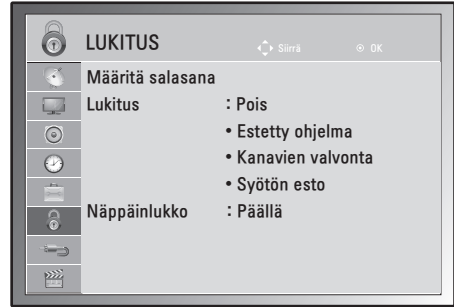 LUKITUS
Siirrä OK
Määritä salasana
Lukitus : Pois
• Estetty ohjelma
• Kanavien valvonta
• Syötön esto
Näppäinlukko : Päällä